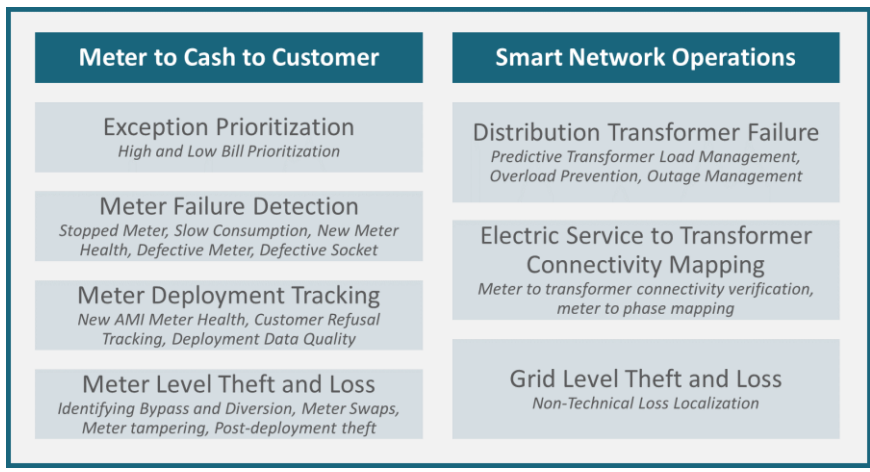 Meter to Cash to Customer
Exception Prioritization
High and Low Bill Prioritization
Meter Failure Detection
Stopped Meter, Slow Consumption, New Meter
Health, Defective Meter, Defective Socket
Meter Deployment Tracking
New AMI Meter Health, Customer Refusal
Tracking, Deployment Data Quality
Meter Level Theft and Loss
Identifying Bypass and Diversion, Meter Swaps,
Meter tampering, Post-deployment theft
Smart Network Operations
Distribution Transformer Failure
Predictive Transformer Load Management,
Overload Prevention, Outage Management
Electric Service to Transformer
Connectivity Mapping
Meter to transformer connectivity verification,
meter to phase mapping
Grid Level Theft and Loss
Non-Technical Loss Localization